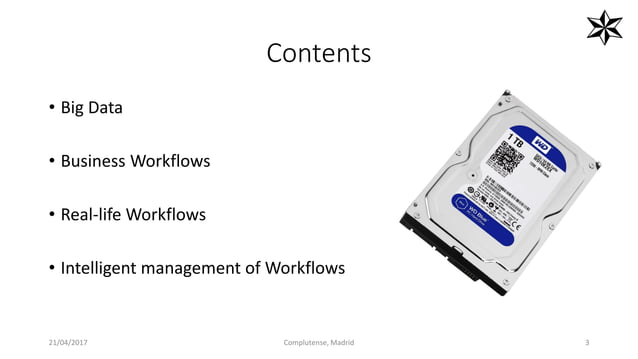 Contents
• Big Data
• Business Workflows
• Real-life Workflows
• Intelligent management of Workflows
WD
1 TB
WD Blue
21/04/2017
Complutense, Madrid
3